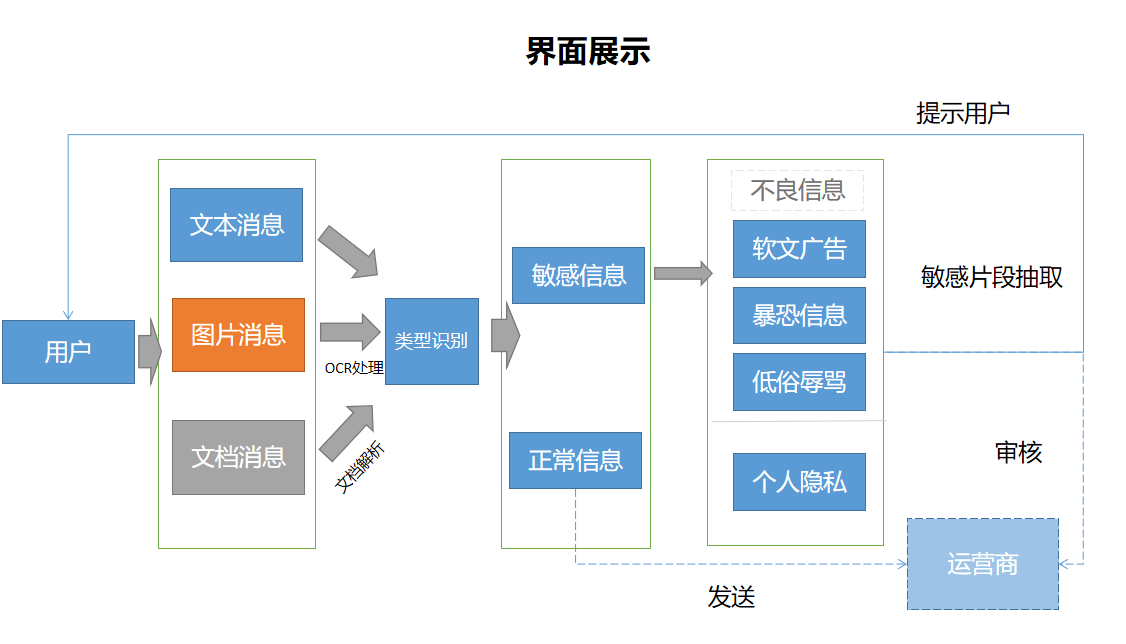 界面展示
提示用户
用户
文本消息
图片消息
文档消息
OCR处理
文档解析
类型识别
敏感信息
正常信息
不良信息
软文广告
暴恐信息
低俗辱骂
个人隐私
敏感片段抽取
审核
运营商
发送